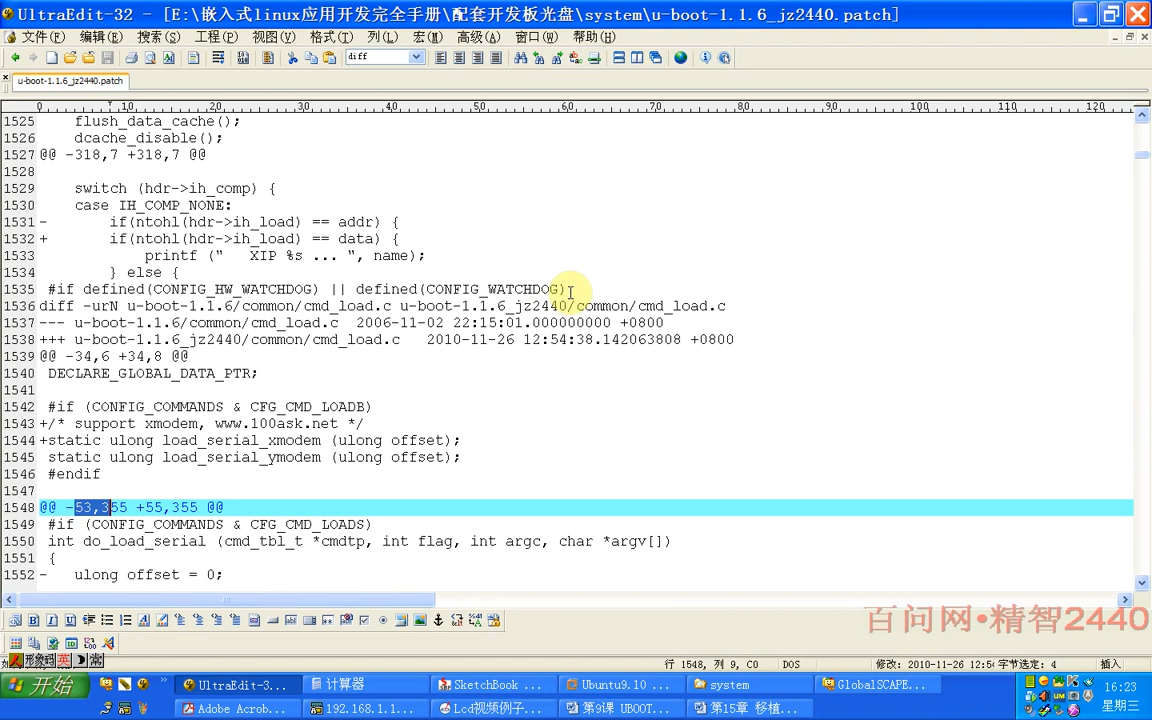 UltraEdit-32 - [E:\嵌入式linux应用开发完全手册\配套开发板光盘\system\u-boot-1.1.6_jz2440.patch]
文件(F) 编辑(E) 搜索(S) 工程(P) 视图(V) 格式(T) 列(L) 宏(M) 高级(A) 窗口(W) 帮助(H)
diff
u-boot-1.1.6_jz2440.patch
0 10 20 30 40 50 60 70 80 90 100 110 120
1525     flush_data_cache();
1526     dcache_disable();
1527 @@ -318,7 +318,7 @@
1528
1529     switch (hdr->ih_comp) {
1530     case IH_COMP_NONE:
1531 -       if(ntohl(hdr->ih_load) == addr) {
1532 +       if(ntohl(hdr->ih_load) == data) {
1533             printf ("   XIP %s ... ", name);
1534         } else {
1535  #if defined(CONFIG_HW_WATCHDOG) || defined(CONFIG_WATCHDOG)
1536 diff -urN u-boot-1.1.6/common/cmd_load.c u-boot-1.1.6_jz2440/common/cmd_load.c
1537 --- u-boot-1.1.6/common/cmd_load.c  2006-11-02 22:15:01.000000000 +0800
1538 +++ u-boot-1.1.6_jz2440/common/cmd_load.c   2010-11-26 12:54:38.142063808 +0800
1539 @@ -34,6 +34,8 @@
1540  DECLARE_GLOBAL_DATA_PTR;
1541
1542  #if (CONFIG_COMMANDS & CFG_CMD_LOADB)
1543 +/* support xmodem, www.100ask.net */
1544 +static ulong load_serial_xmodem (ulong offset);
1545  static ulong load_serial_ymodem (ulong offset);
1546  #endif
1547
1548 @@ -53,355 +55,355 @@
1549  #if (CONFIG_COMMANDS & CFG_CMD_LOADS)
1550  int do_load_serial (cmd_tbl_t *cmdtp, int flag, int argc, char *argv[])
1551  {
1552 -   ulong offset = 0;
百问网•精智2440
行 1548, 列 9, C0 DOS 修改: 2010-11-26 12:54 字节选定: 4 插入
开始 UltraEdit-3... 计算器 SketchBook ... Ubuntu9.10 ... system GlobalSCAPE... 16:23
Adobe Acrob... 192.168.1.1... Lcd视频例子... 第9课 UBOOT... 第15章 移植... 星期三